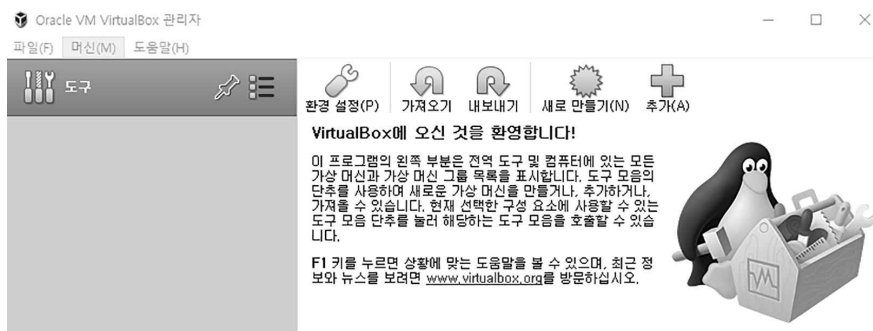 Oracle VM VirtualBox 관리자
파일(F) 머신(M) 도움말(H)
도구
환경 설정(P) 가져오기 내보내기 새로 만들기(N) 추가(A)
VirtualBox에 오신 것을 환영합니다!
이 프로그램의 왼쪽 부분은 전역 도구 및 컴퓨터에 있는 모든
가상 머신과 가상 머신 그룹 목록을 표시합니다. 도구 모음의
단추를 사용하여 새로운 가상 머신을 만들거나, 추가하거나,
가져올 수 있습니다. 현재 선택한 구성 요소에 사용할 수 있는
도구 모음 단추를 눌러 해당하는 도구 모음을 호출할 수 있습
니다.
F1 키를 누르면 상황에 맞는 도움말을 볼 수 있으며, 최근 정
보와 뉴스를 보려면 www.virtualbox.org를 방문하십시오.